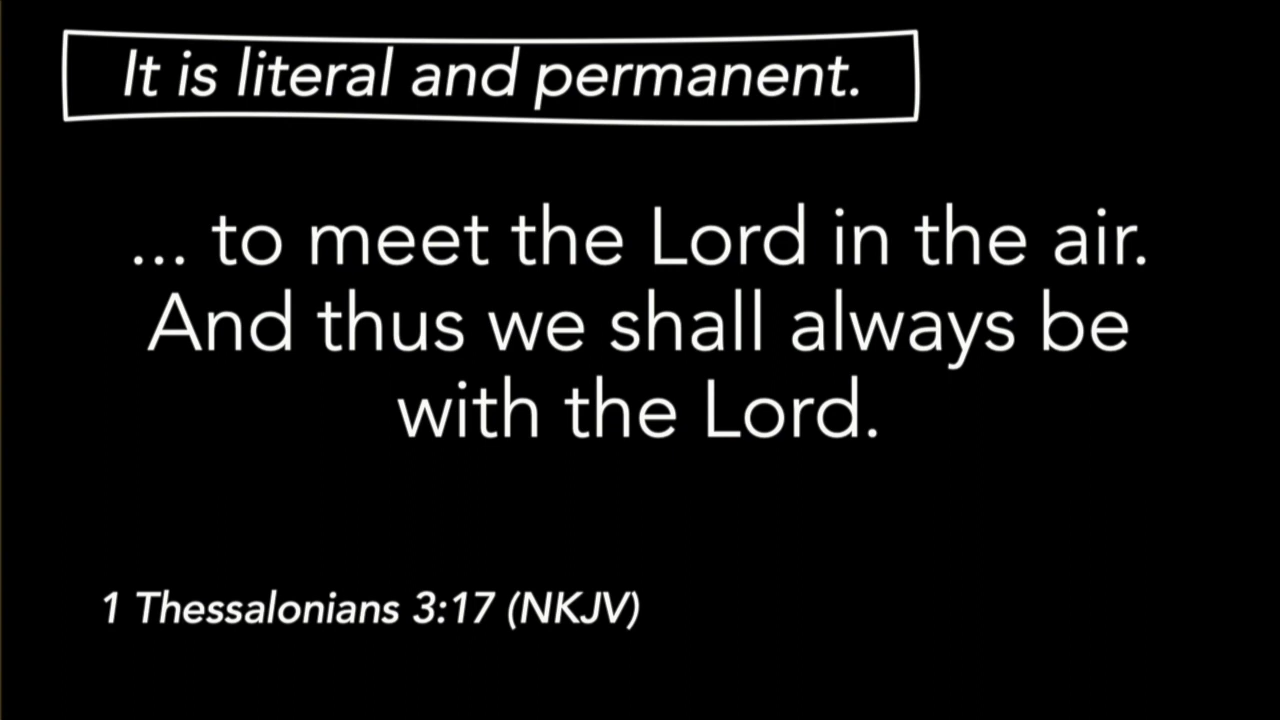 It is literal and permanent.
... to meet the Lord in the air.
And thus we shall always be
with the Lord.
1 Thessalonians 3:17 (NKJV)